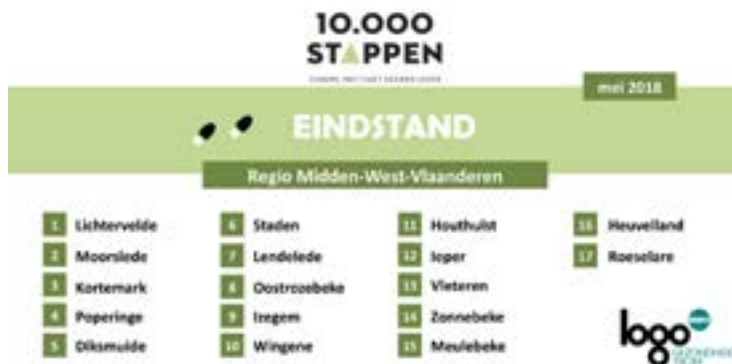 10.000
STAPPEN
mei 2018
EINDSTAND
Regio Midden-West-Vlaanderen
1 Lichtervelde
2 Moorslede
3 Kortemark
4 Poperinge
5 Diksmuide
6 Staden
7 Lendelede
8 Oostrozebeke
9 Izegem
10 Wingene
11 Houthulst
12 Ieper
13 Vleteren
14 Zonnebeke
15 Meulebeke
16 Heuvelland
17 Roeselare
logo